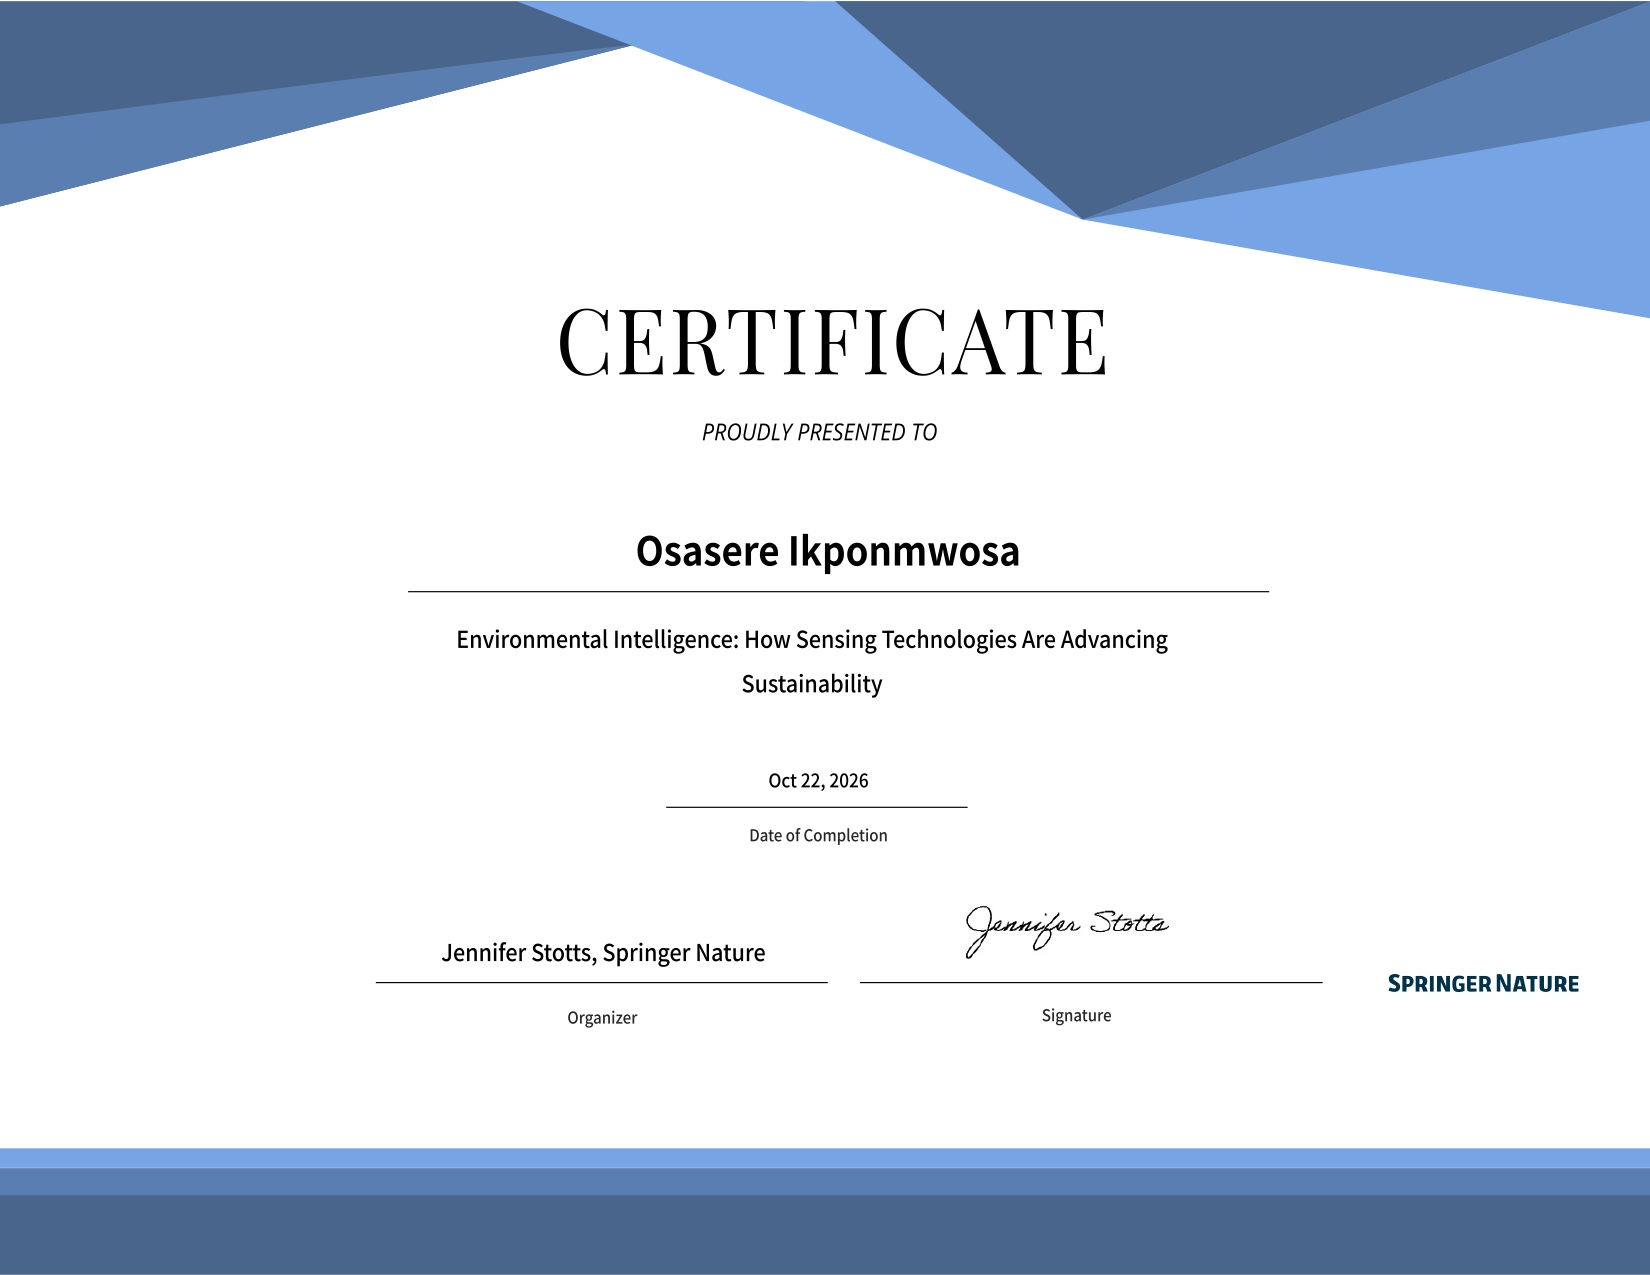 CERTIFICATE
PROUDLY PRESENTED TO
Osasere Ikponmwosa
Environmental Intelligence: How Sensing Technologies Are Advancing
Sustainability
Oct 22, 2026
Date of Completion
Jennifer Stotts
Jennifer Stotts, Springer Nature
SPRINGER NATURE
Organizer
Signature